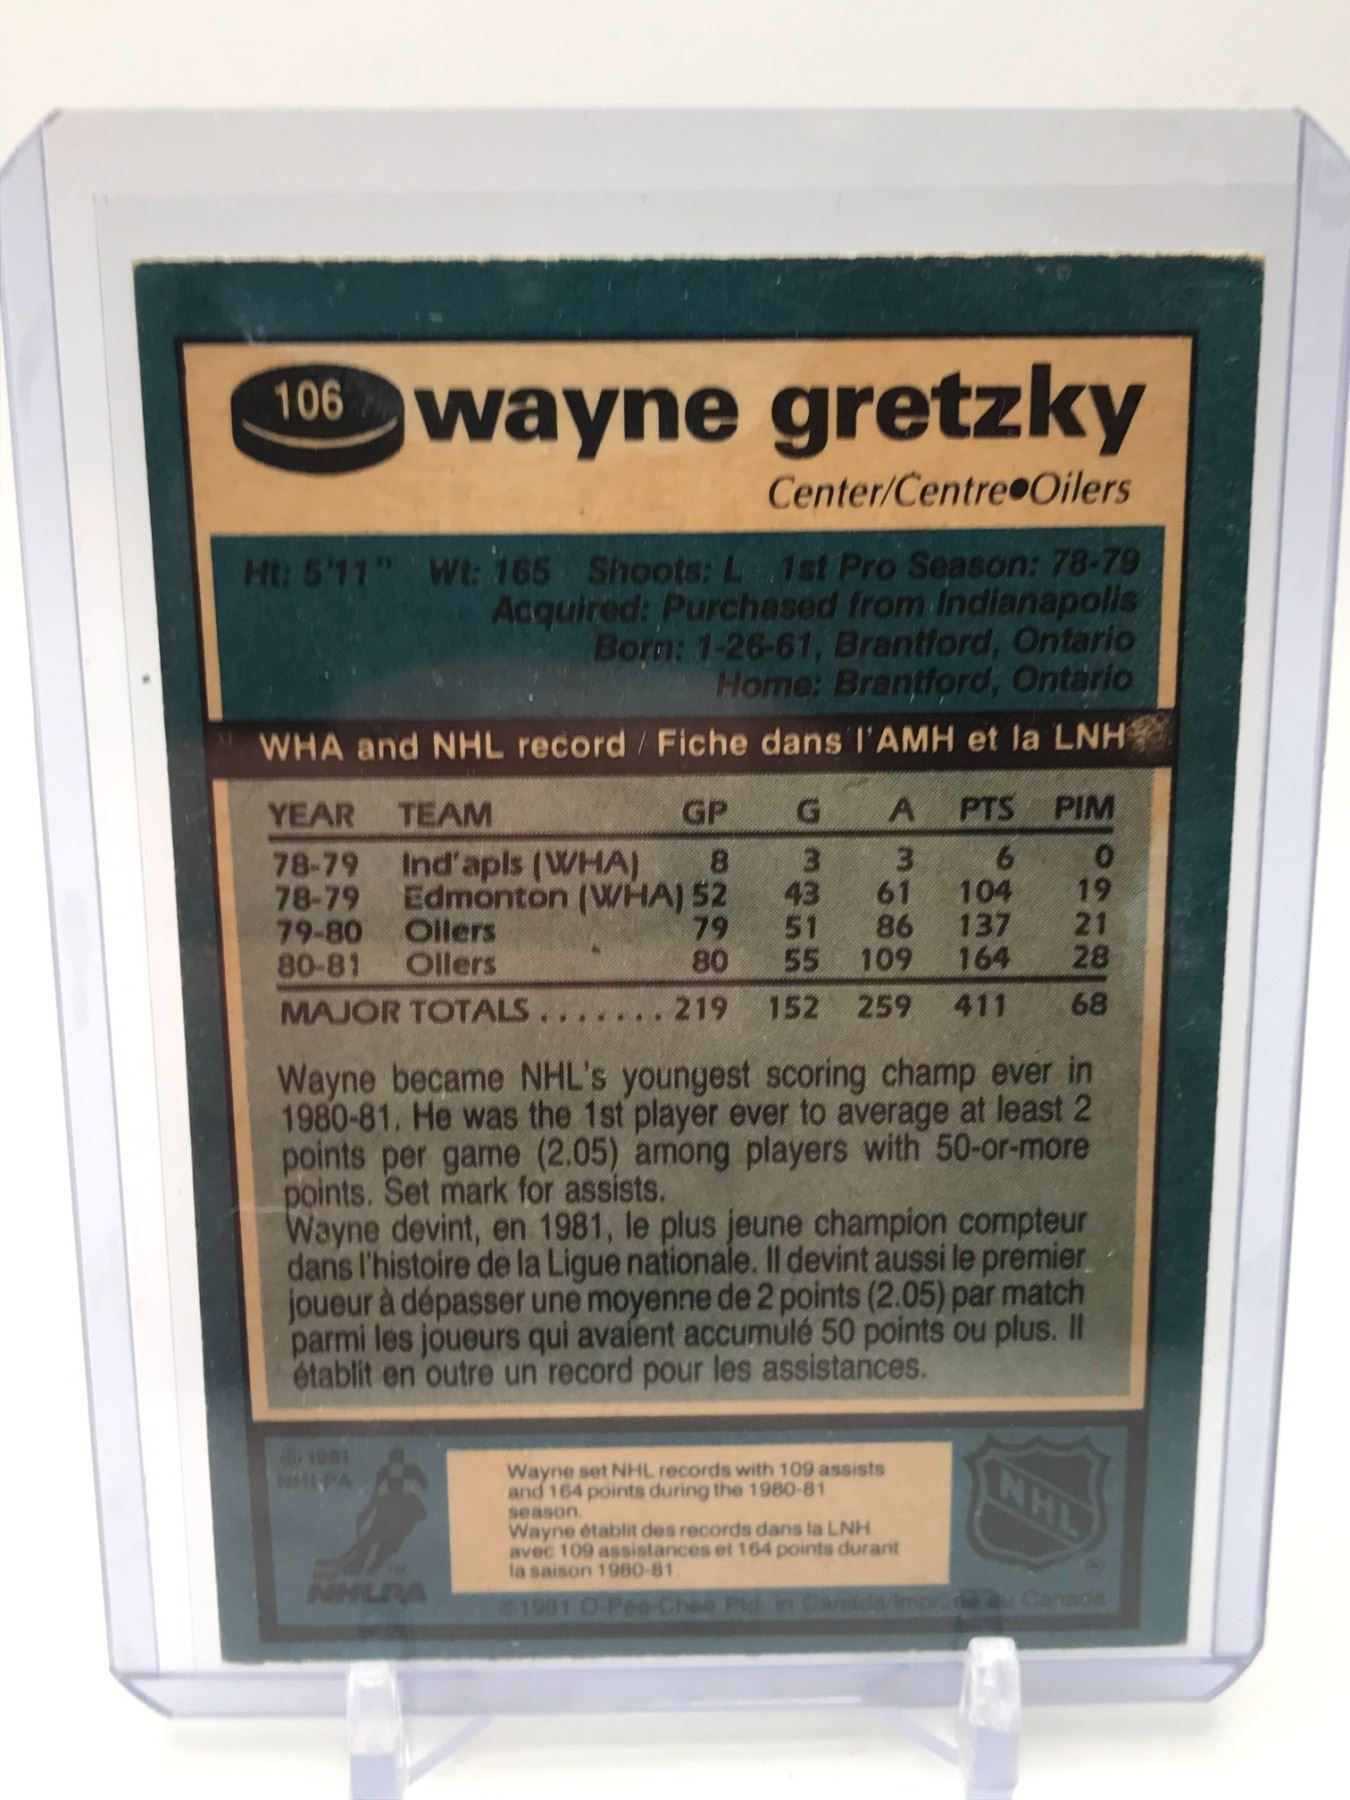 106 wayne gretzky
Center/Centre●Oilers
Ht: 5'11" Wt: 165 Shoots: L 1st Pro Season: 78-79
Acquired: Purchased from Indianapolis
Born: 1-26-61, Brantford, Ontario
Home: Brantford, Ontario
WHA and NHL record / Fiche dans l'AMH et la LNH
YEAR TEAM GP G A PTS PIM
78-79 Ind'apls (WHA) 8 3 3 6 0
78-79 Edmonton (WHA) 52 43 61 104 19
79-80 Oilers 79 51 86 137 21
80-81 Oilers 80 55 109 164 28
MAJOR TOTALS ....... 219 152 259 411 68
Wayne became NHL's youngest scoring champ ever in
1980-81. He was the 1st player ever to average at least 2
points per game (2.05) among players with 50-or-more
points. Set mark for assists.
Wayne devint, en 1981, le plus jeune champion compteur
dans l'histoire de la Ligue nationale. Il devint aussi le premier
joueur à dépasser une moyenne de 2 points (2.05) par match
parmi les joueurs qui avaient accumulé 50 points ou plus. Il
établit en outre un record pour les assistances.
© 1981
NHLPA
TM
NHLPA
Wayne set NHL records with 109 assists
and 164 points during the 1980-81
season.
Wayne établit des records dans la LNH
avec 109 assistances et 164 points durant
la saison 1980-81.
NHL
®
©1981 O-Pee-Chee Ptd. in Canada/Imprimé au Canada